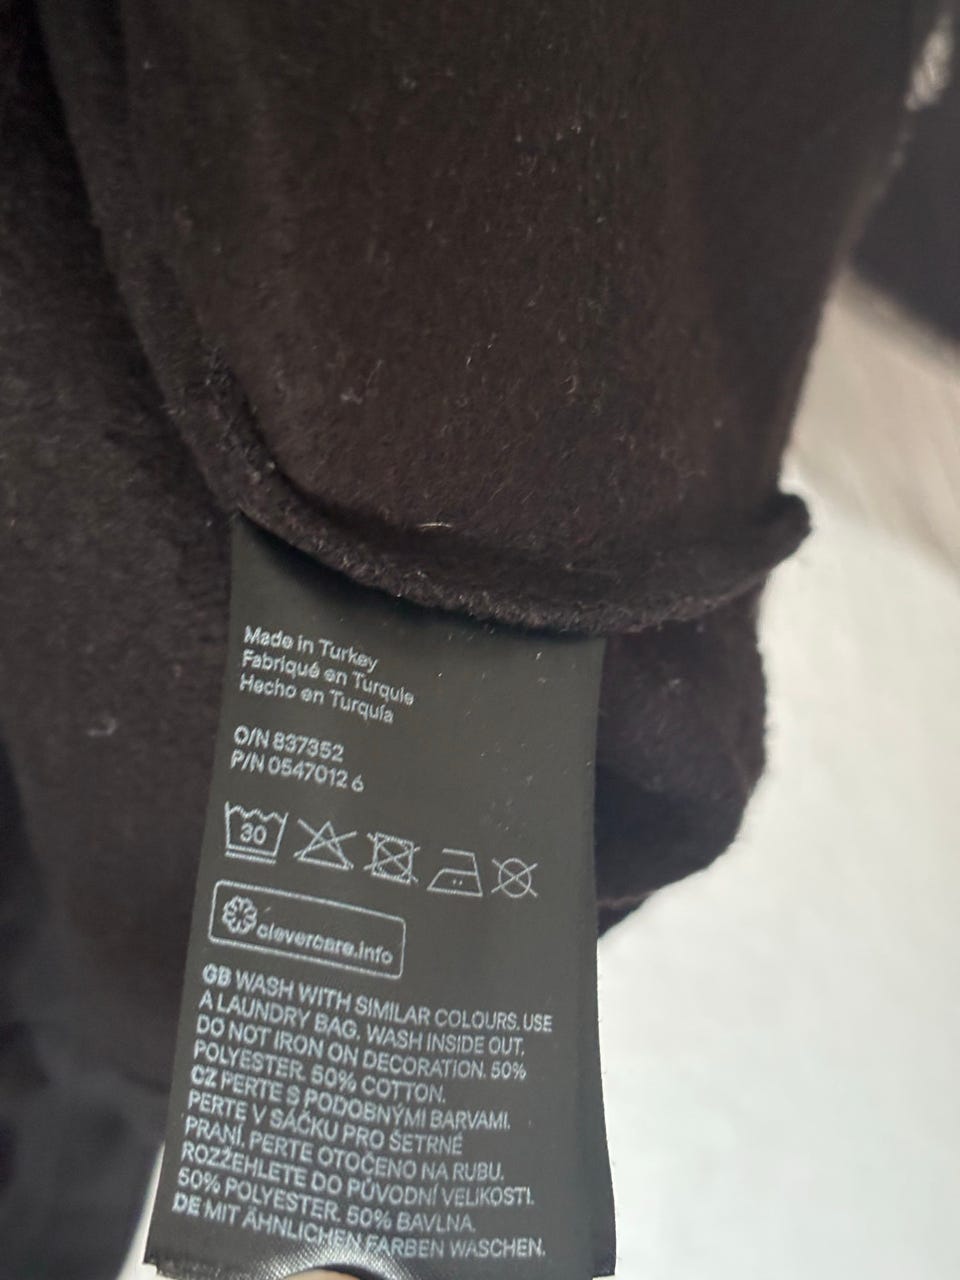 Made in Turkey
Fabriqué en Turquie
Hecho en Turquía
O/N 837352
P/N 0547012 6
30
clevercare.info
GB WASH WITH SIMILAR COLOURS. USE
A LAUNDRY BAG. WASH INSIDE OUT.
DO NOT IRON ON DECORATION. 50%
POLYESTER. 50% COTTON.
CZ PERTE S PODOBNÝMI BARVAMI.
PERTE V SÁČKU PRO ŠETRNÉ
PRANÍ. PERTE OTOČENO NA RUBU.
ROZŽEHLETE DO PŮVODNÍ VELIKOSTI.
50% POLYESTER. 50% BAVLNA.
DE MIT ÄHNLICHEN FARBEN WASCHEN.